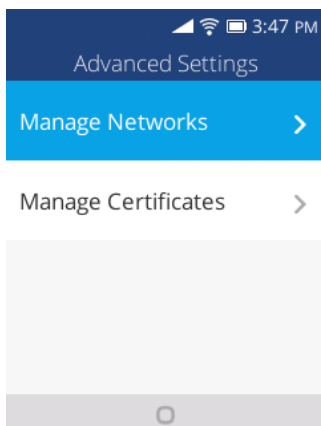 3:47 PM
Advanced Settings
Manage Networks
Manage Certificates